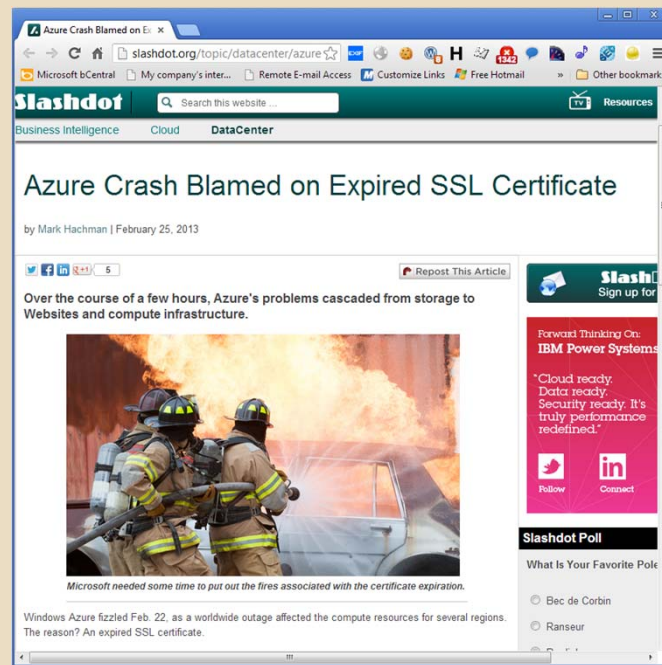 Azure Crash Blamed on Ex
slashdot.org/topic/datacenter/azure
EXIF
H
1342
Microsoft bCentral
My company's inter...
Remote E-mail Access
Customize Links
Free Hotmail
»
Other bookmark
Slashdot
Search this website ...
TV
Resources
Business Intelligence
Cloud
DataCenter
Azure Crash Blamed on Expired SSL Certificate
by Mark Hachman | February 25, 2013
f in g +1 5
Repost This Article
Over the course of a few hours, Azure's problems cascaded from storage to
Websites and compute infrastructure.
Microsoft needed some time to put out the fires associated with the certificate expiration.
Windows Azure fizzled Feb. 22, as a worldwide outage affected the compute resources for several regions.
The reason? An expired SSL certificate.
Slash
Sign up for
Forward Thinking On:
IBM Power Systems
"Cloud ready.
Data ready.
Security ready. It's
truly performance
redefined."
in
Follow
Connect
Slashdot Poll
What Is Your Favorite Pole
Bec de Corbin
Ranseur